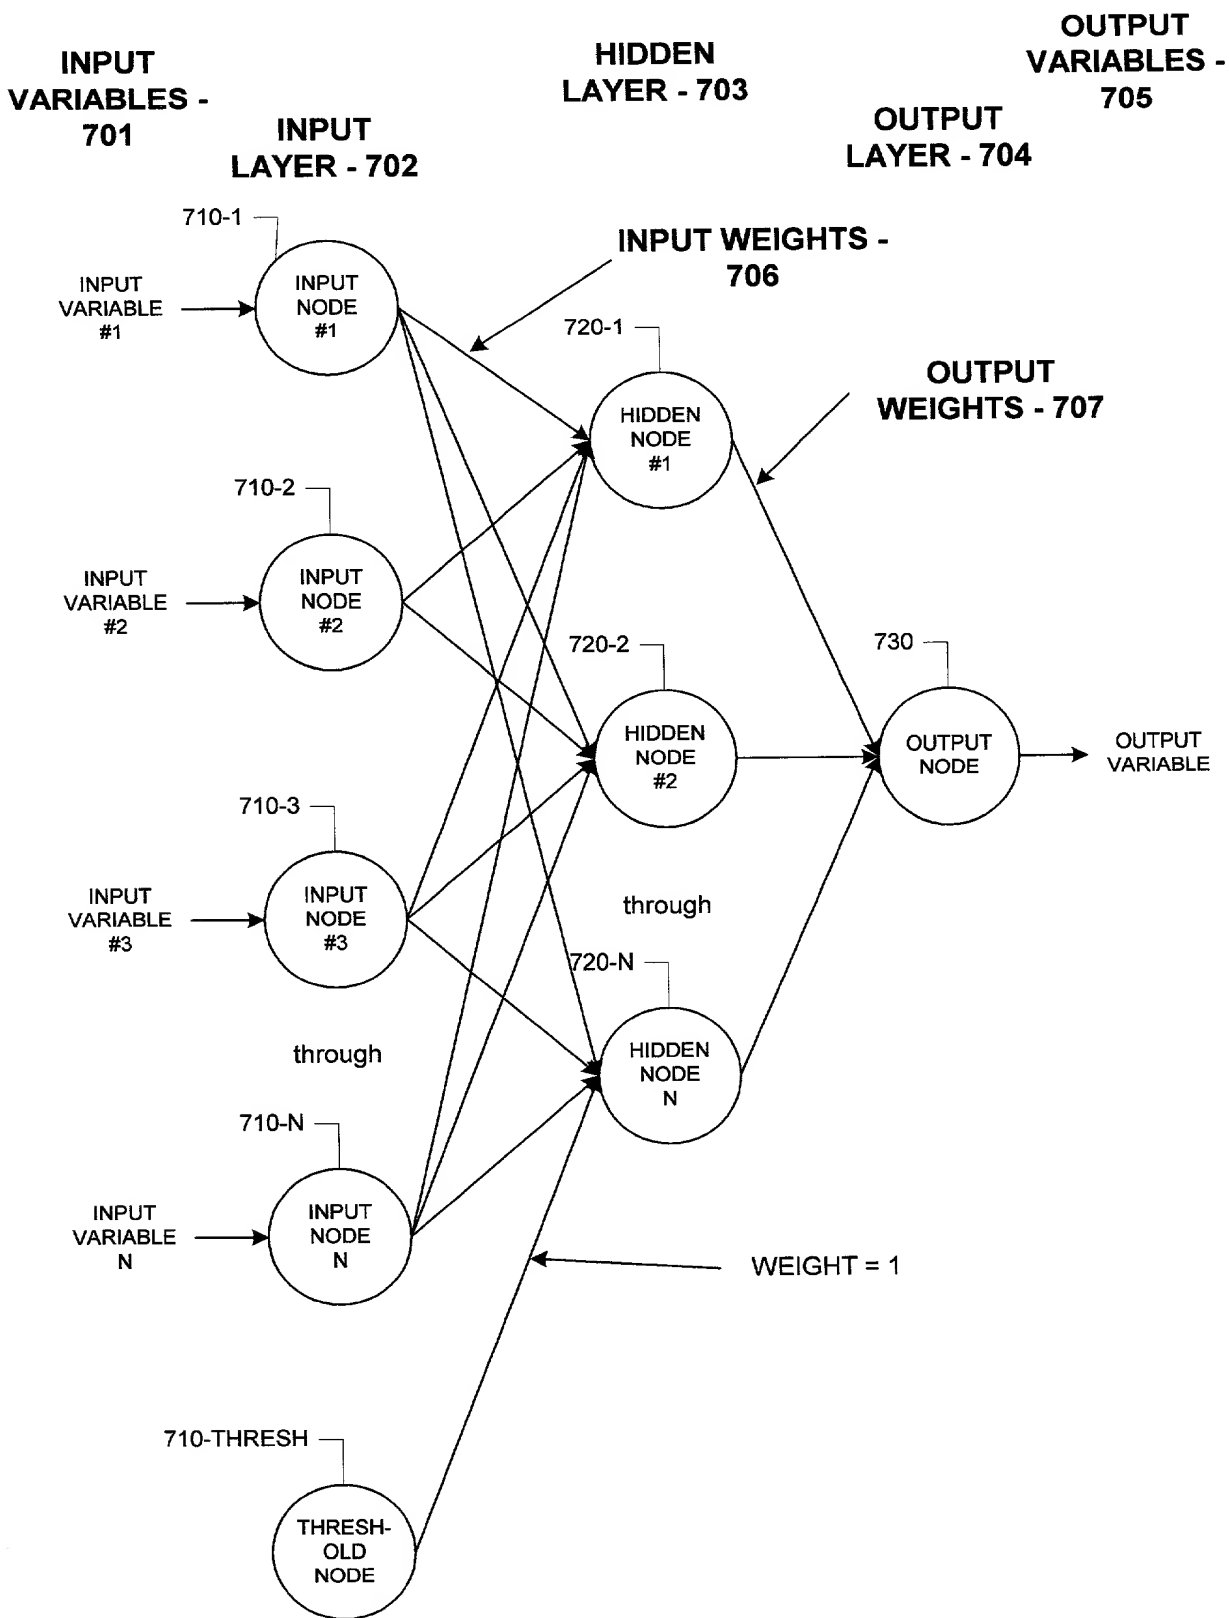 INPUT
VARIABLES -
701
INPUT
LAYER - 702
HIDDEN
LAYER - 703
OUTPUT
LAYER - 704
OUTPUT
VARIABLES -
705
710-1
INPUT
VARIABLE
#1
INPUT
NODE
#1
INPUT WEIGHTS -
706
720-1
HIDDEN
NODE
#1
OUTPUT
WEIGHTS - 707
710-2
INPUT
VARIABLE
#2
INPUT
NODE
#2
720-2
HIDDEN
NODE
#2
730
OUTPUT
NODE
OUTPUT
VARIABLE
710-3
INPUT
VARIABLE
#3
INPUT
NODE
#3
through
720-N
HIDDEN
NODE
N
through
710-N
INPUT
VARIABLE
N
INPUT
NODE
N
WEIGHT = 1
710-THRESH
THRESH-
OLD
NODE